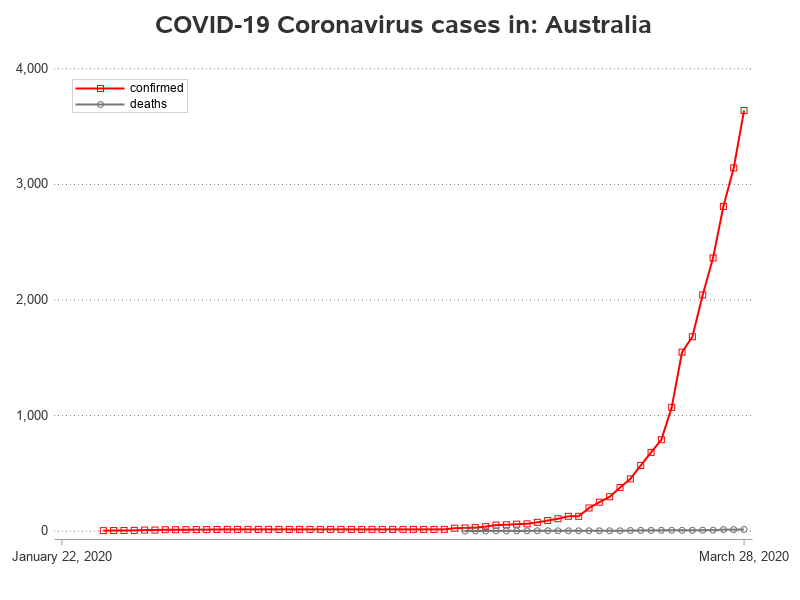 COVID-19 Coronavirus cases in: Australia
4,000
confirmed
deaths
3,000
2,000
1,000
0
January 22, 2020
March 28, 2020